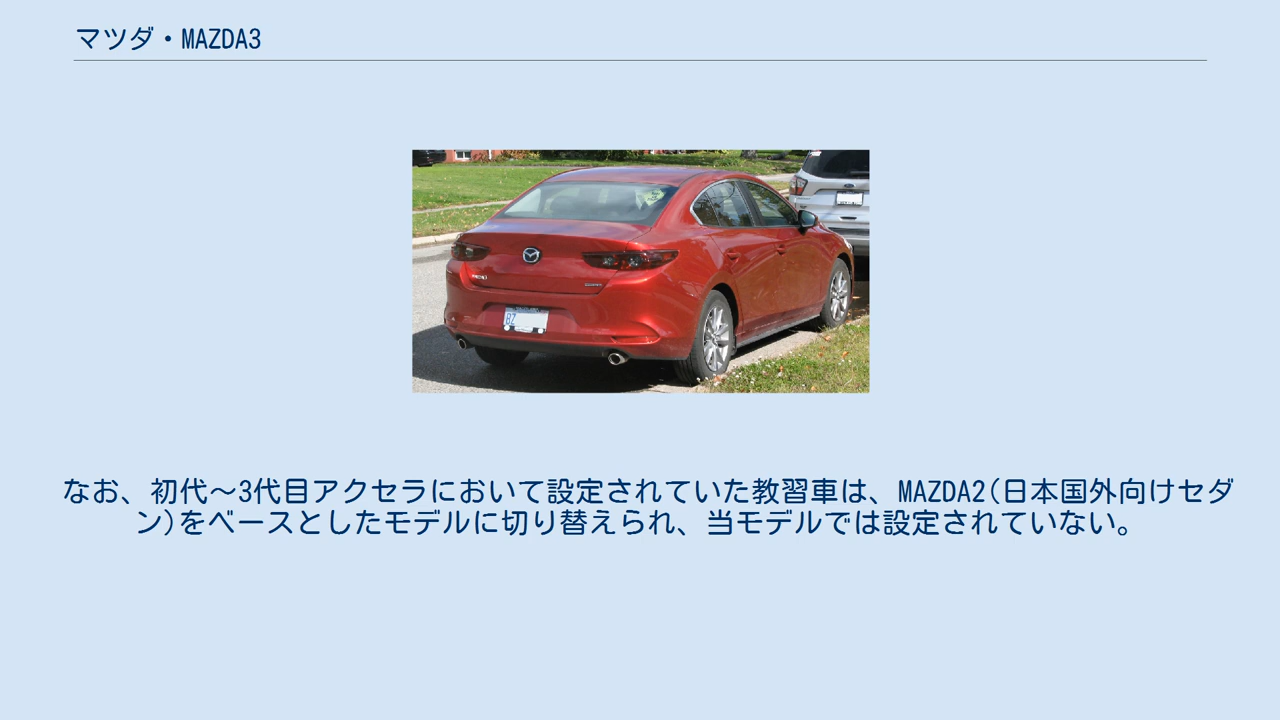 マツダ・MAZDA3
BZ
なお、初代〜3代目アクセラにおいて設定されていた教習車は、MAZDA2(日本国外向けセダ
ン)をベースとしたモデルに切り替えられ、当モデルでは設定されていない。